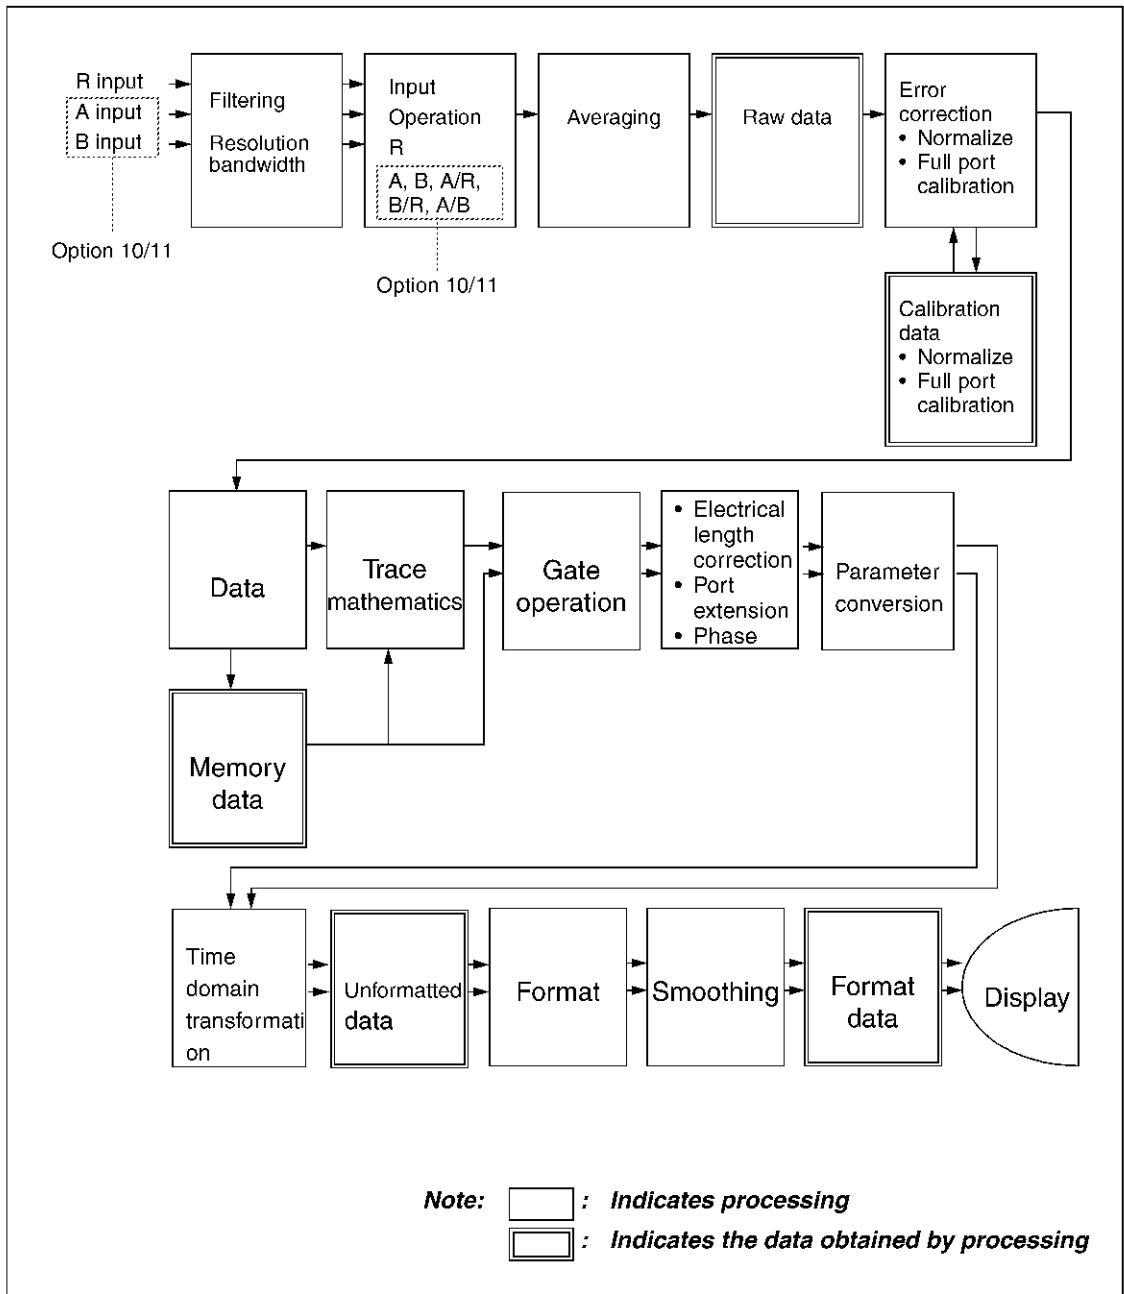 R input
A input
B input
Option 10/11
Filtering
Resolution
bandwidth
Input
Operation
R
A, B, A/R,
B/R, A/B
Option 10/11
Averaging
Raw data
Error
correction
• Normalize
• Full port
calibration
Calibration
data
• Normalize
• Full port
calibration
Data
Trace
mathematics
Gate
operation
• Electrical
length
correction
• Port
extension
• Phase
Parameter
conversion
Memory
data
Time
domain
transformati
on
Unformatted
data
Format
Smoothing
Format
data
Display
Note: : Indicates processing
: Indicates the data obtained by processing